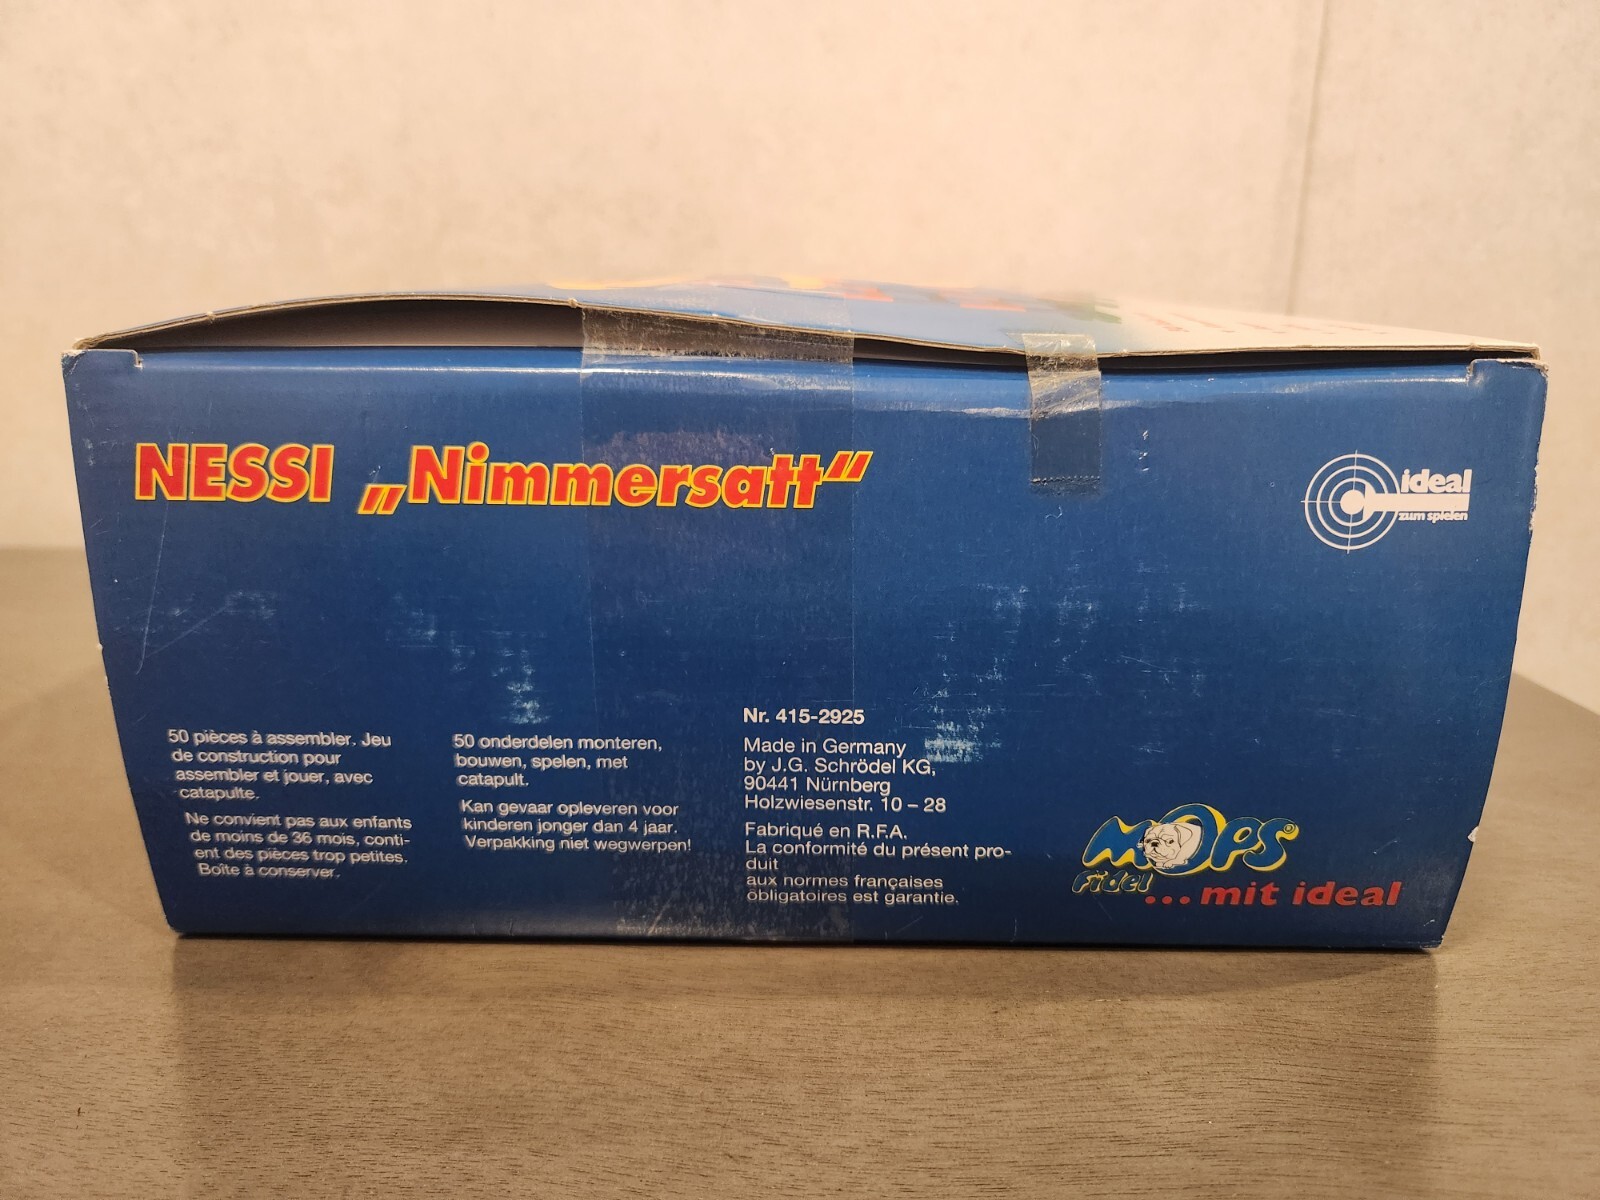 NESSI „Nimmersatt“
ideal
zum spielen
50 pièces à assembler. Jeu
de construction pour
assembler et jouer, avec
catapulte.
Ne convient pas aux enfants
de moins de 36 mois, conti-
ent des pièces trop petites.
Boîte à conserver.
50 onderdelen monteren,
bouwen, spelen, met
catapult.
Kan gevaar opleveren voor
kinderen jonger dan 4 jaar.
Verpakking niet wegwerpen!
Nr. 415-2925
Made in Germany
by J.G. Schrödel KG,
90441 Nürnberg
Holzwiesenstr. 10 – 28
Fabriqué en R.F.A.
La conformité du présent pro-
duit
aux normes françaises
öbligatoires est garantie.
MOPS®
Fidel
...mit ideal